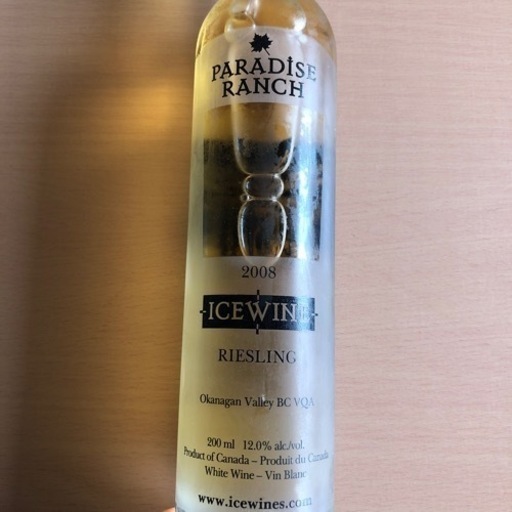 PARADISE
RANCH
2008
ICEWINE
RIESLING
Okanagan Valley BC VQA
200 ml 12.0% alc./vol.
Product of Canada – Produit du Canada
White Wine – Vin Blanc
www.icewines.com